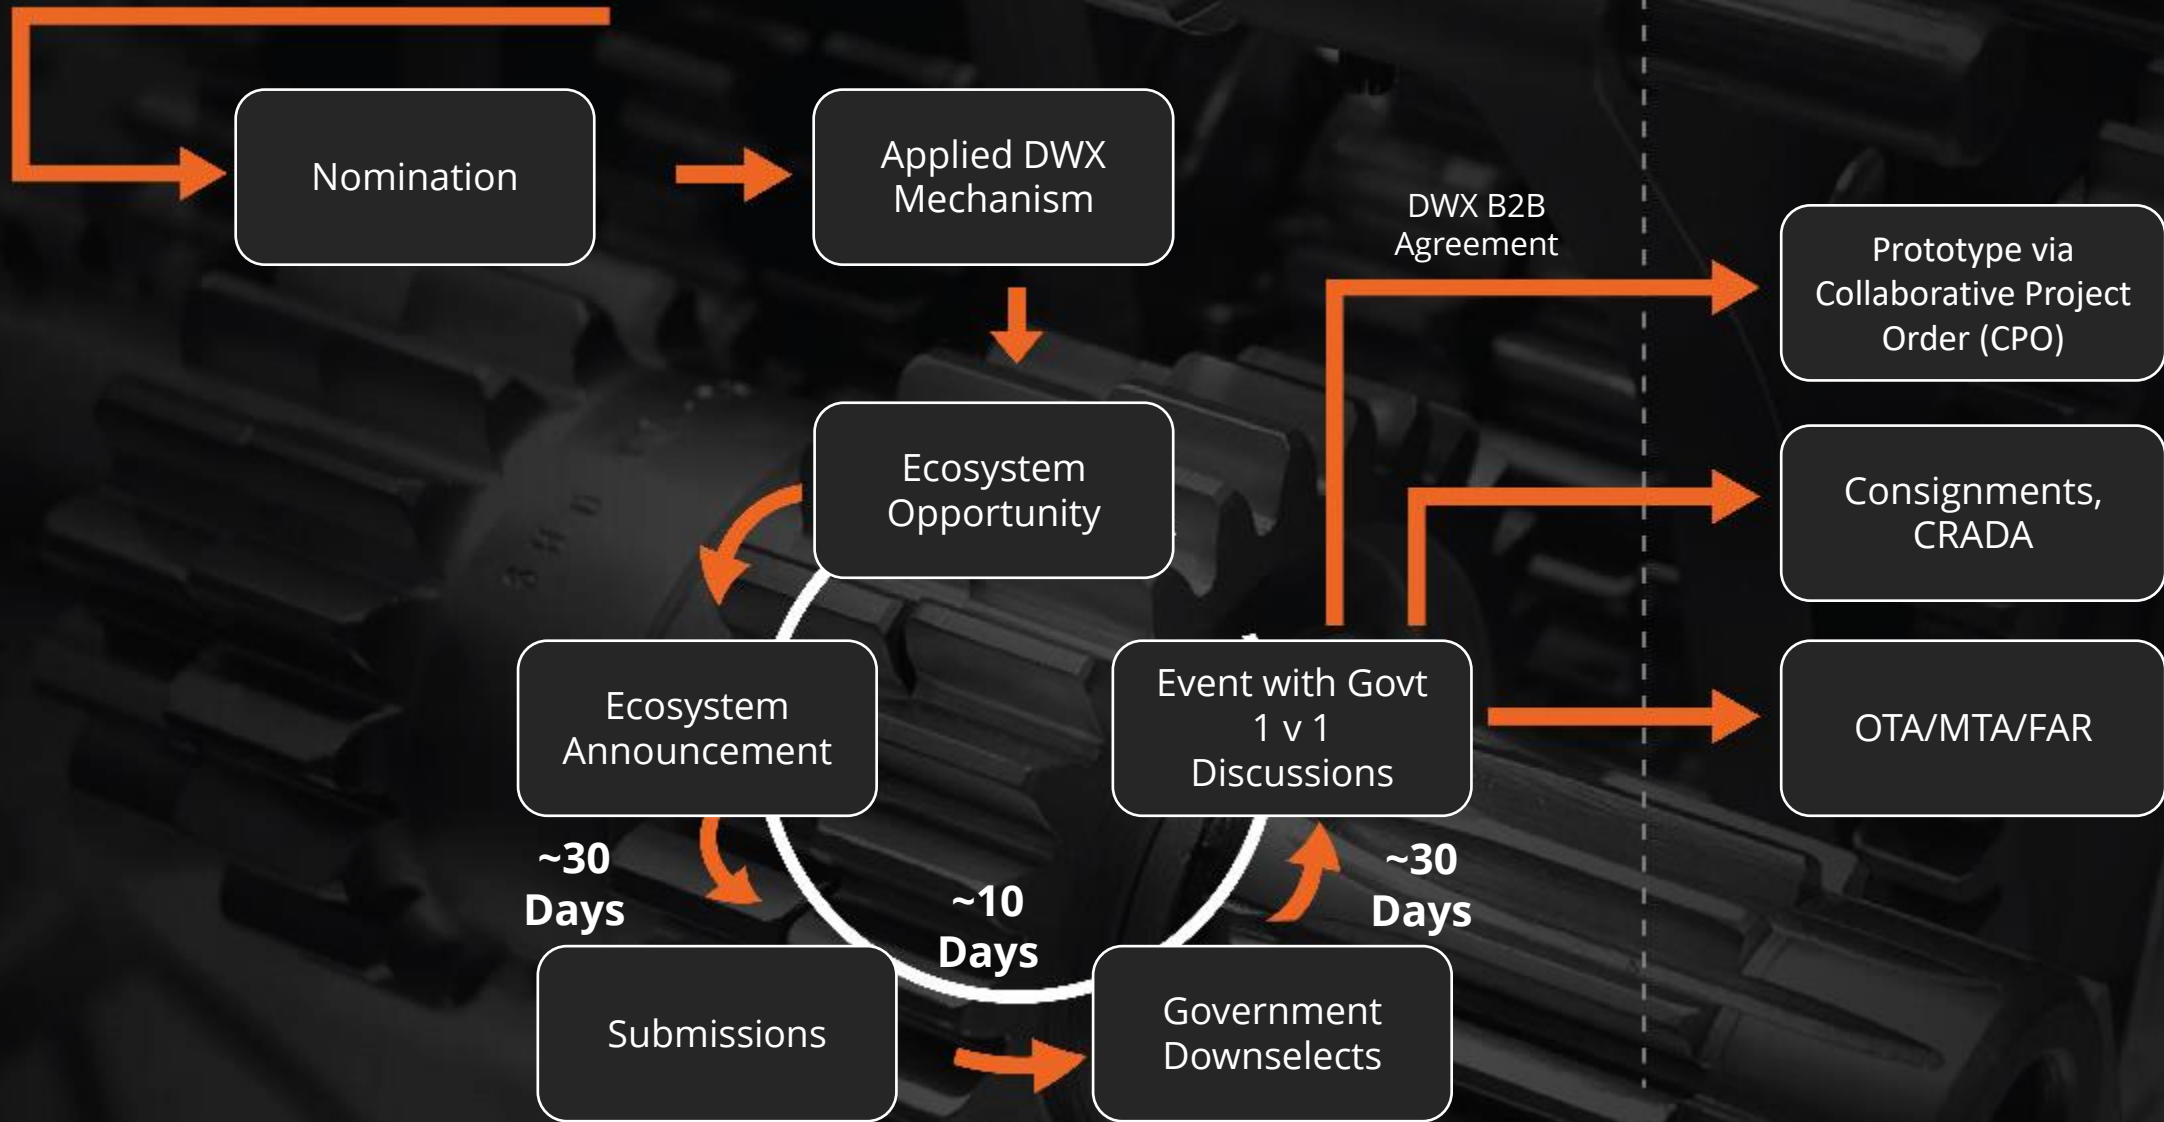 Nomination
Applied DWX
Mechanism
DWX B2B
Agreement
Prototype via
Collaborative Project
Order (CPO)
Ecosystem
Opportunity
Consignments,
CRADA
Ecosystem
Announcement
Event with Govt
1 v 1
Discussions
OTA/MTA/FAR
~30
Days
~10
Days
~30
Days
Submissions
Government
Downselects